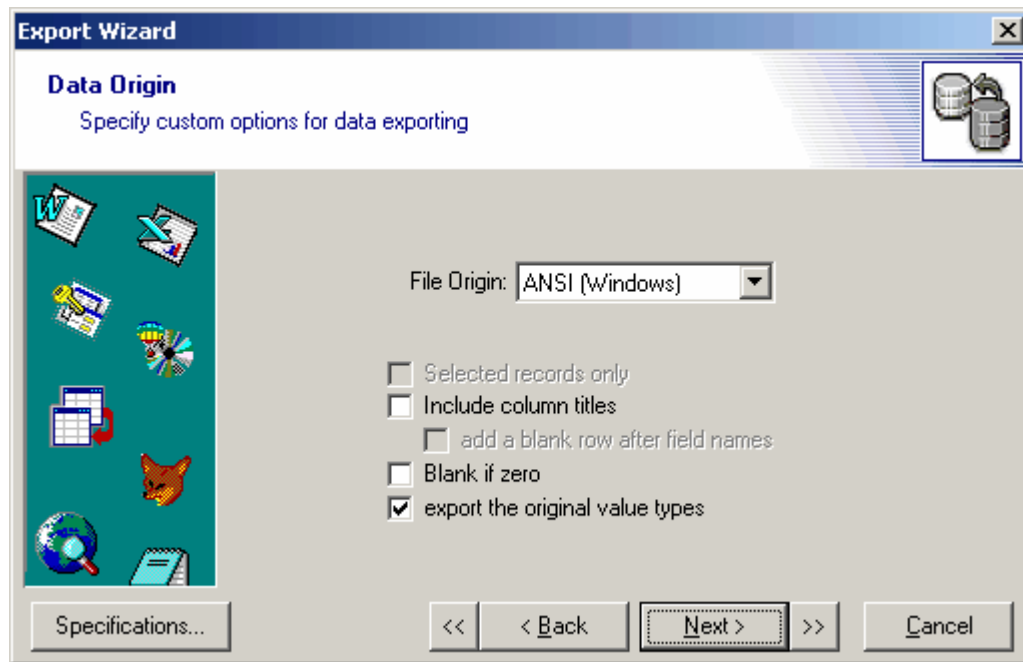 Export Wizard
Data Origin
Specify custom options for data exporting
W
X
File Origin: ANSI (Windows)
Selected records only
Include column titles
add a blank row after field names
Blank if zero
export the original value types
Specifications... << < Back Next > >> Cancel